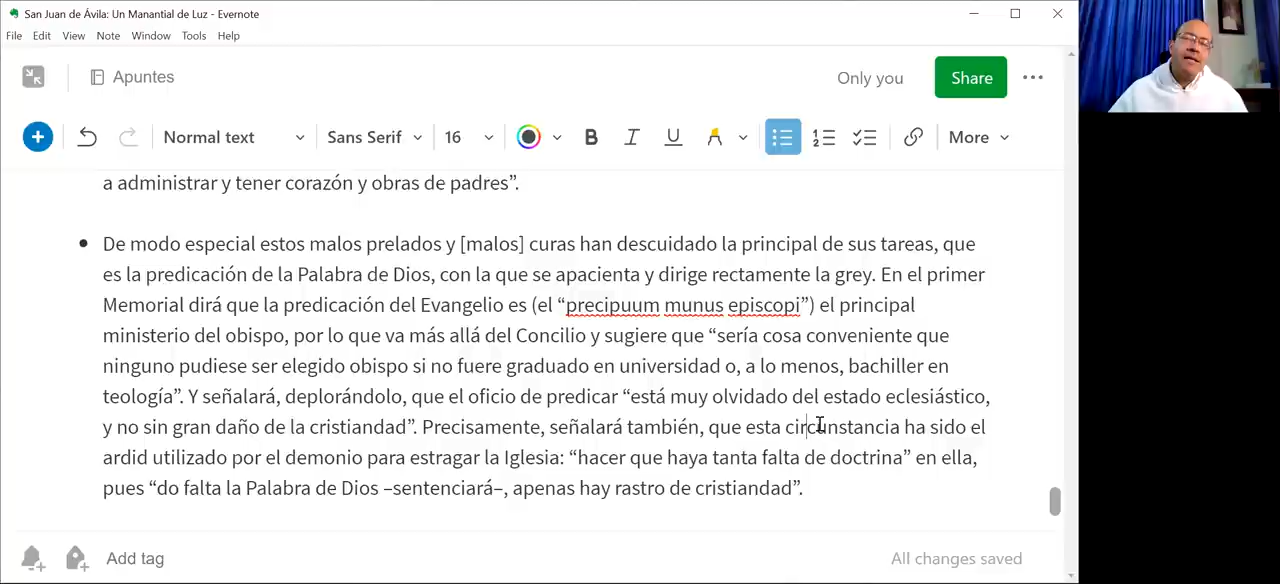 San Juan de Ávila: Un Manantial de Luz - Evernote
File Edit View Note Window Tools Help
Apuntes
Only you
Share
Normal text
Sans Serif
16
B I U
More
a administrar y tener corazón y obras de padres”.
De modo especial estos malos prelados y [malos] curas han descuidado la principal de sus tareas, que
es la predicación de la Palabra de Dios, con la que se apacienta y dirige rectamente la grey. En el primer
Memorial dirá que la predicación del Evangelio es (el “precipuum munus episcopi”) el principal
ministerio del obispo, por lo que va más allá del Concilio y sugiere que “sería cosa conveniente que
ninguno pudiese ser elegido obispo si no fuere graduado en universidad o, a lo menos, bachiller en
teología”. Y señalará, deplorándolo, que el oficio de predicar “está muy olvidado del estado eclesiástico,
y no sin gran daño de la cristiandad”. Precisamente, señalará también, que esta circunstancia ha sido el
ardid utilizado por el demonio para estragar la Iglesia: “hacer que haya tanta falta de doctrina” en ella,
pues “do falta la Palabra de Dios –sentenciará–, apenas hay rastro de cristiandad”.
Add tag
All changes saved